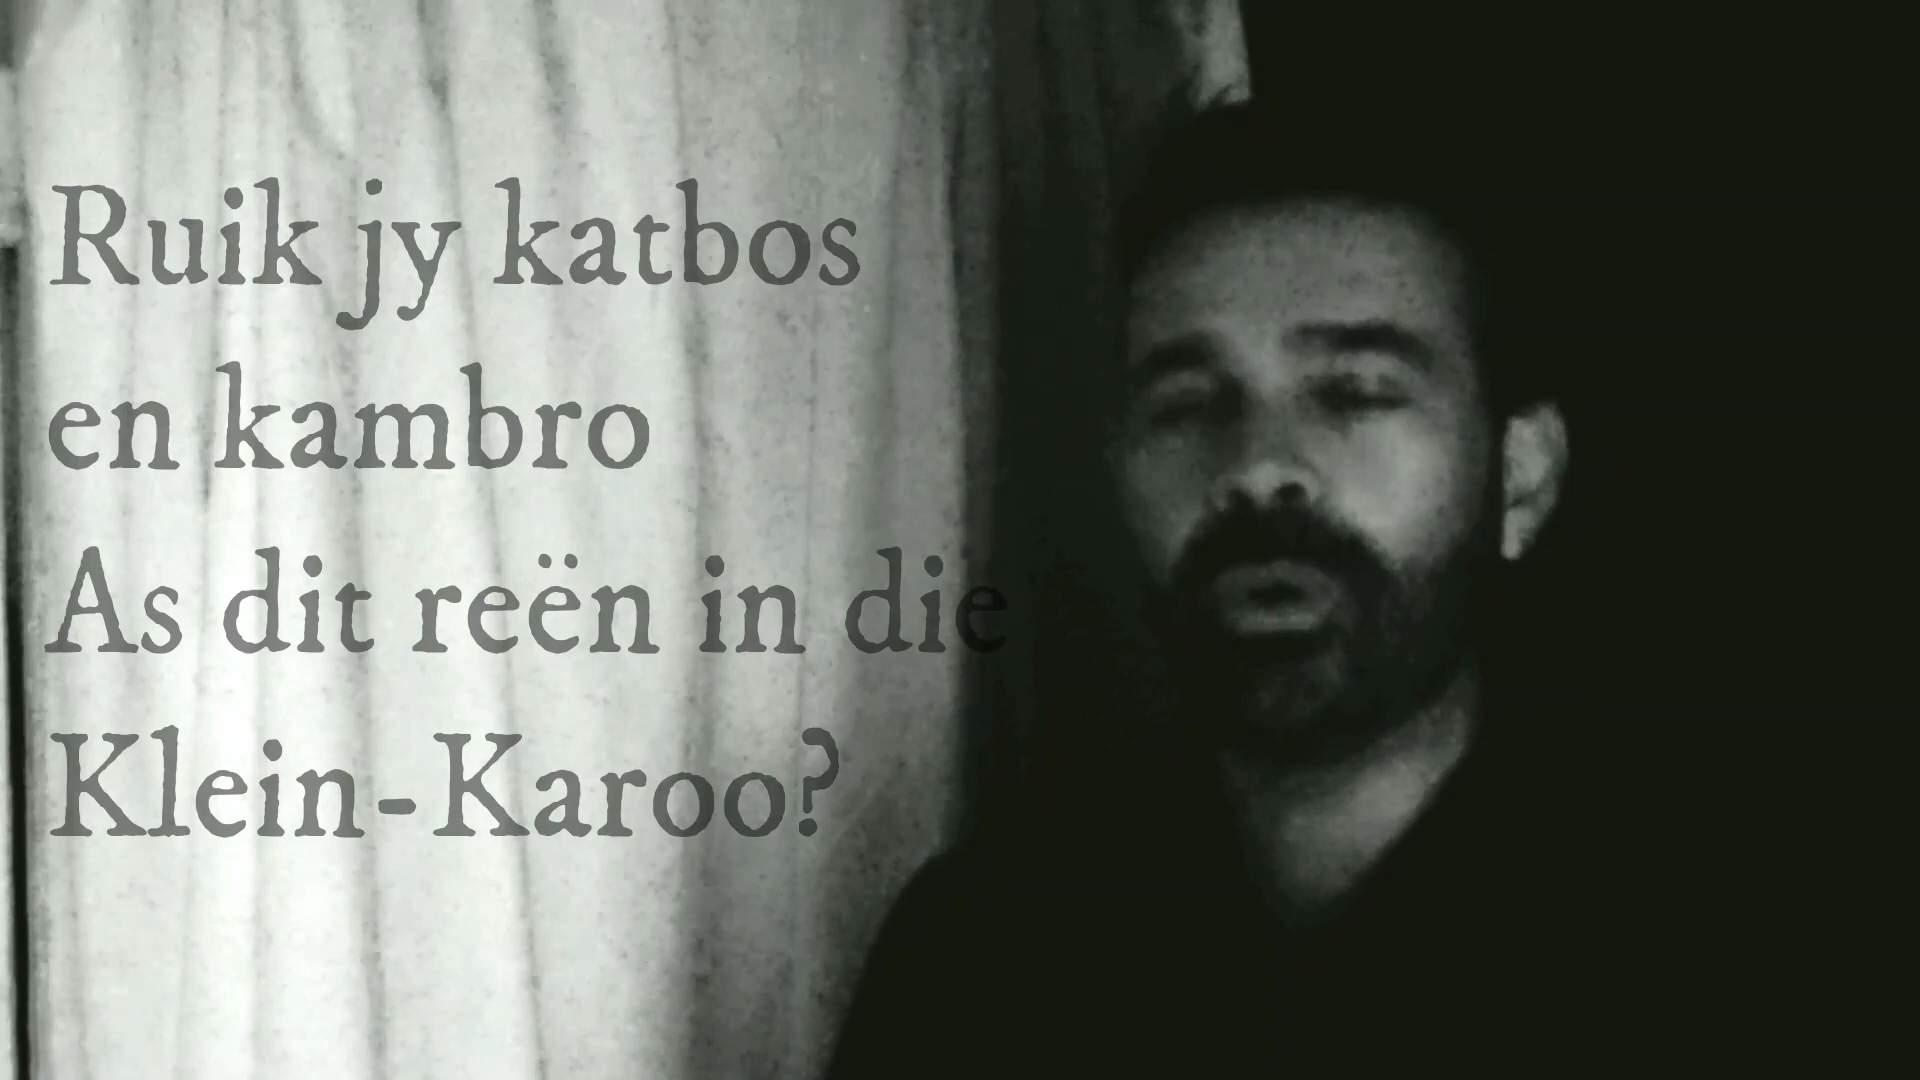 Ruik jy katbos
en kambro
As dit reën in die
Klein-Karoo?